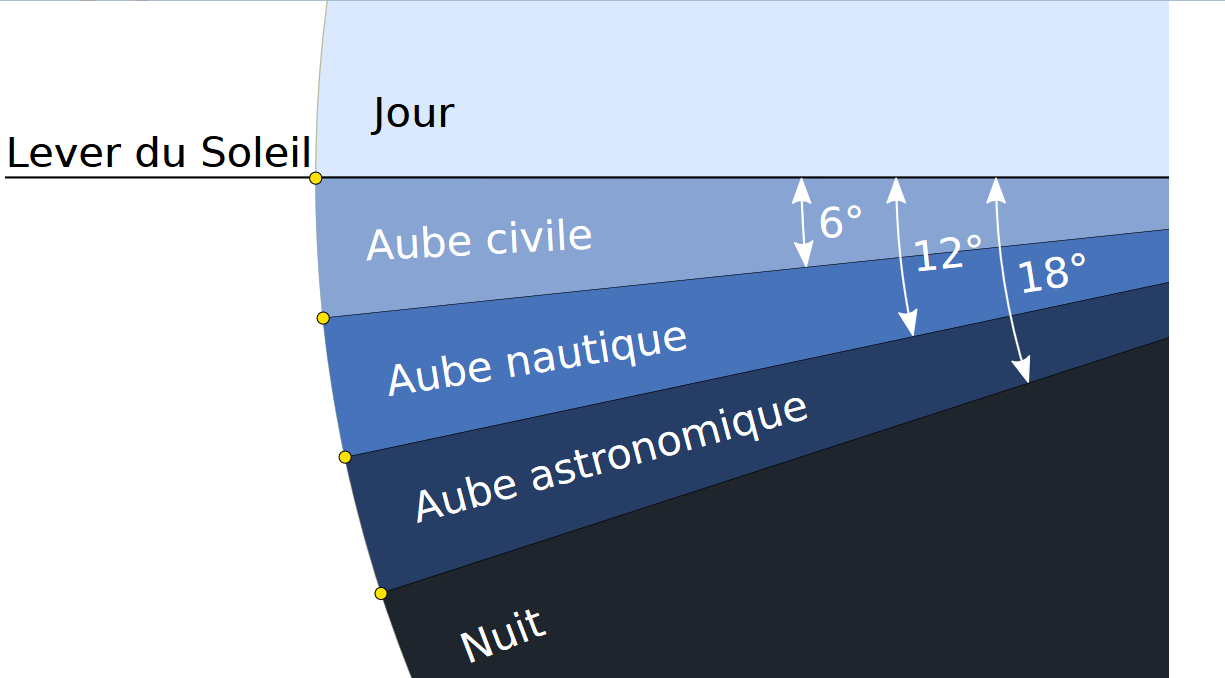 Jour
Lever du Soleil
Aube civile
6°
12°
18°
Aube nautique
Aube astronomique
Nuit